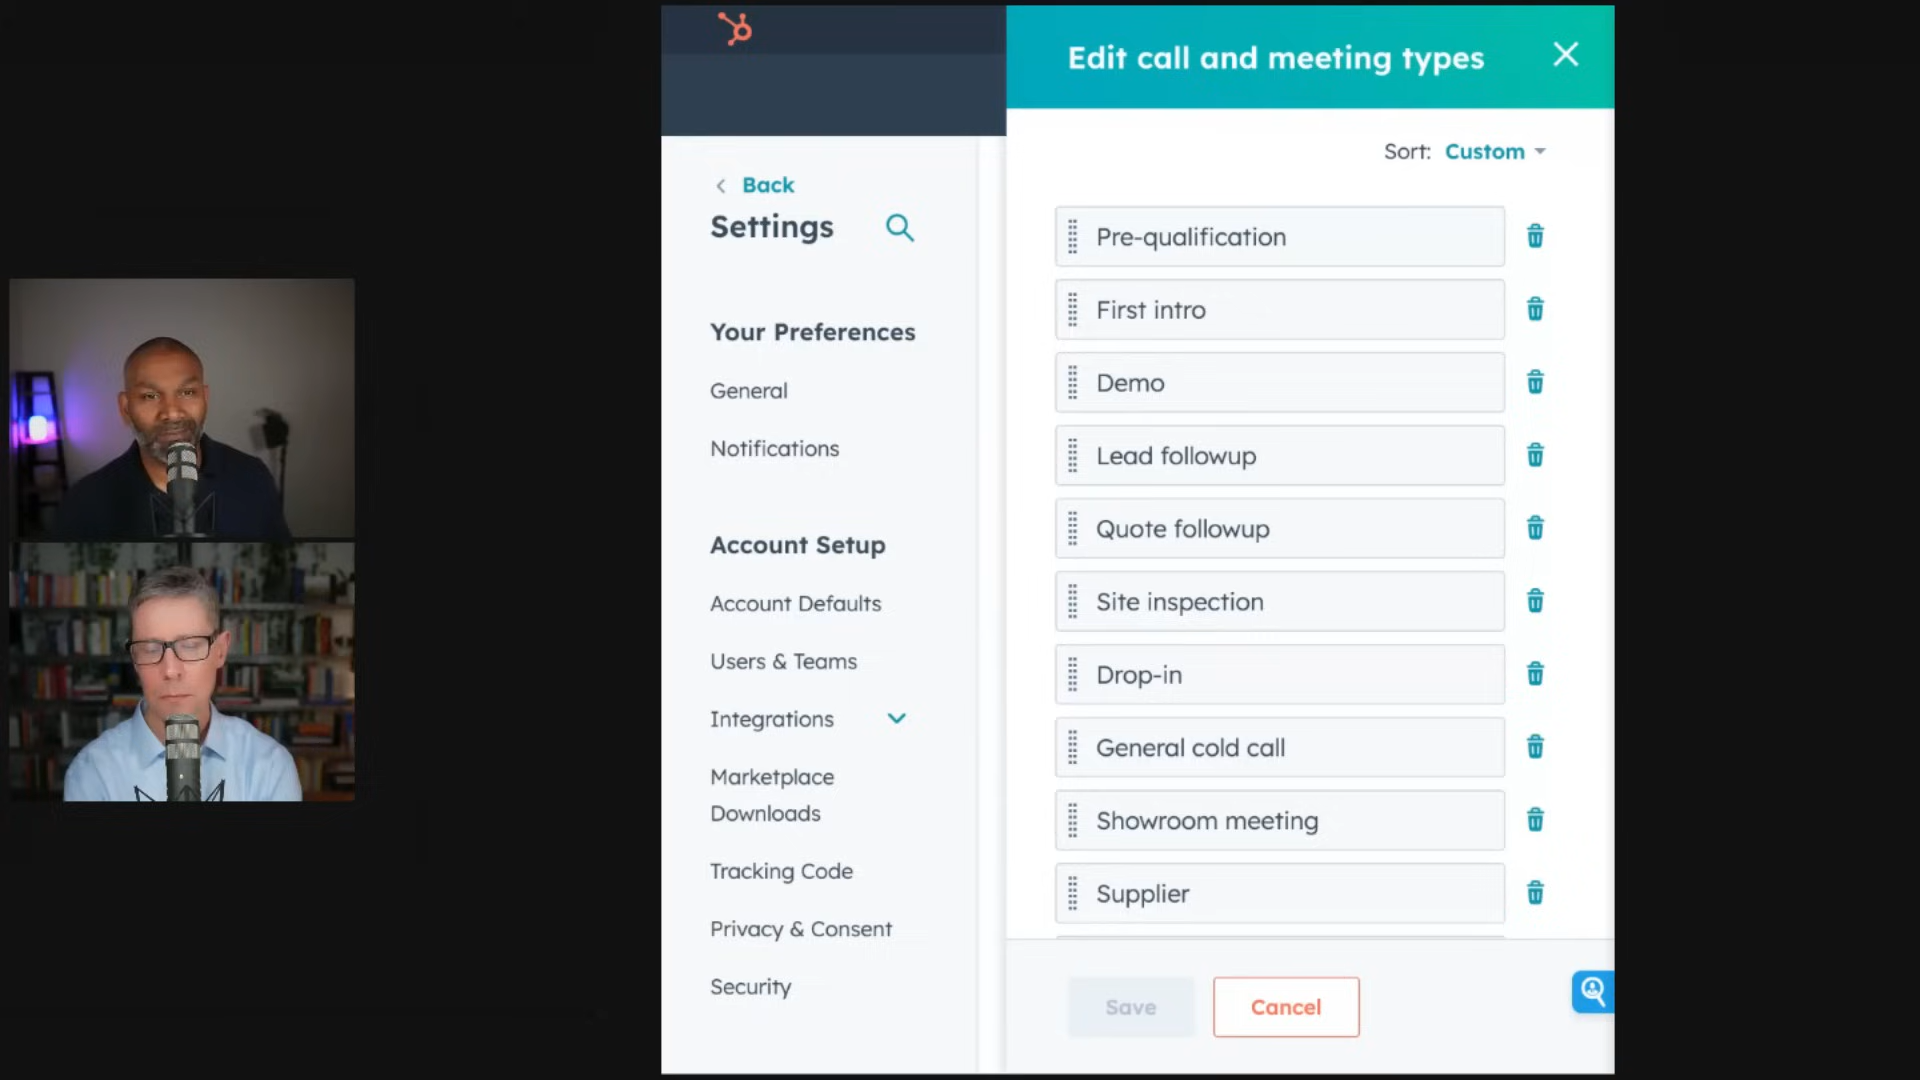 Edit call and meeting types
Sort: Custom
Back
Settings
Your Preferences
General
Notifications
Account Setup
Account Defaults
Users & Teams
Integrations
Marketplace
Downloads
Tracking Code
Privacy & Consent
Security
Pre-qualification
First intro
Demo
Lead followup
Quote followup
Site inspection
Drop-in
General cold call
Showroom meeting
Supplier
Save
Cancel